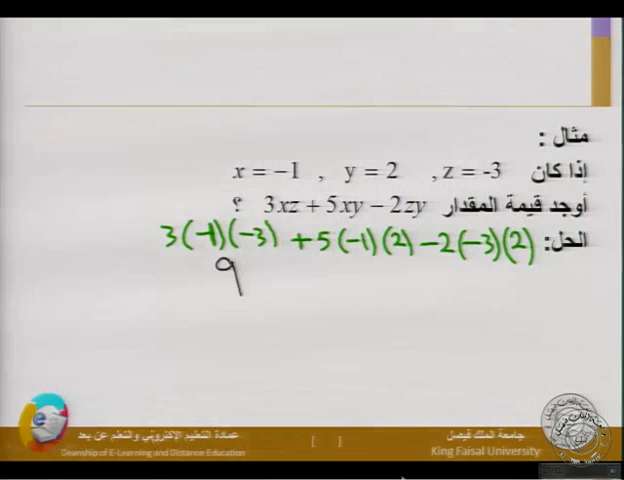 مثال :
إذا كان x = −1 , y = 2 , z = -3
أوجد قيمة المقدار 3xz + 5xy − 2zy ؟
الحل: 3(-1)(-3) + 5(-1)(2) - 2(-3)(2)
9
عمادة التعليم الإلكتروني والتعلم عن بعد
Deanship of E-Learning and Distance Education
[ ]
جامعة الملك فيصل
King Faisal University